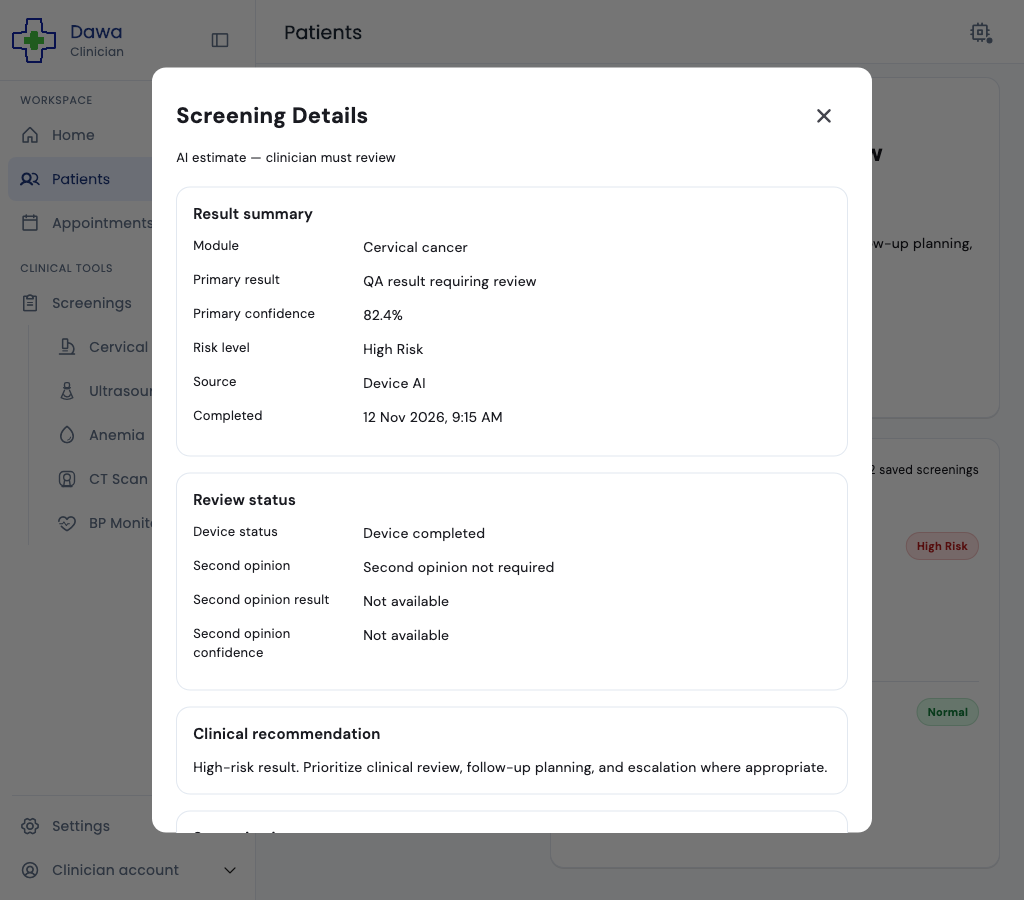 Dawa
Clinician
Patients
WORKSPACE
Home
Patients
Appointments
CLINICAL TOOLS
Screenings
Cervical
Anemia
CT Scan
BP
Settings
Clinician account
Screening Details
AI estimate — clinician must review
Result summary
Module Cervical cancer
Primary result QA result requiring review
Primary confidence 82.4%
Risk level High Risk
Source Device AI
Completed 12 Nov 2026, 9:15 AM
Review status
Device status Device completed
Second opinion Second opinion not required
Second opinion result Not available
Second opinion confidence Not available
Clinical recommendation
High-risk result. Prioritize clinical review, follow-up planning, and escalation where appropriate.
planning,
2 saved screenings
High Risk
Normal